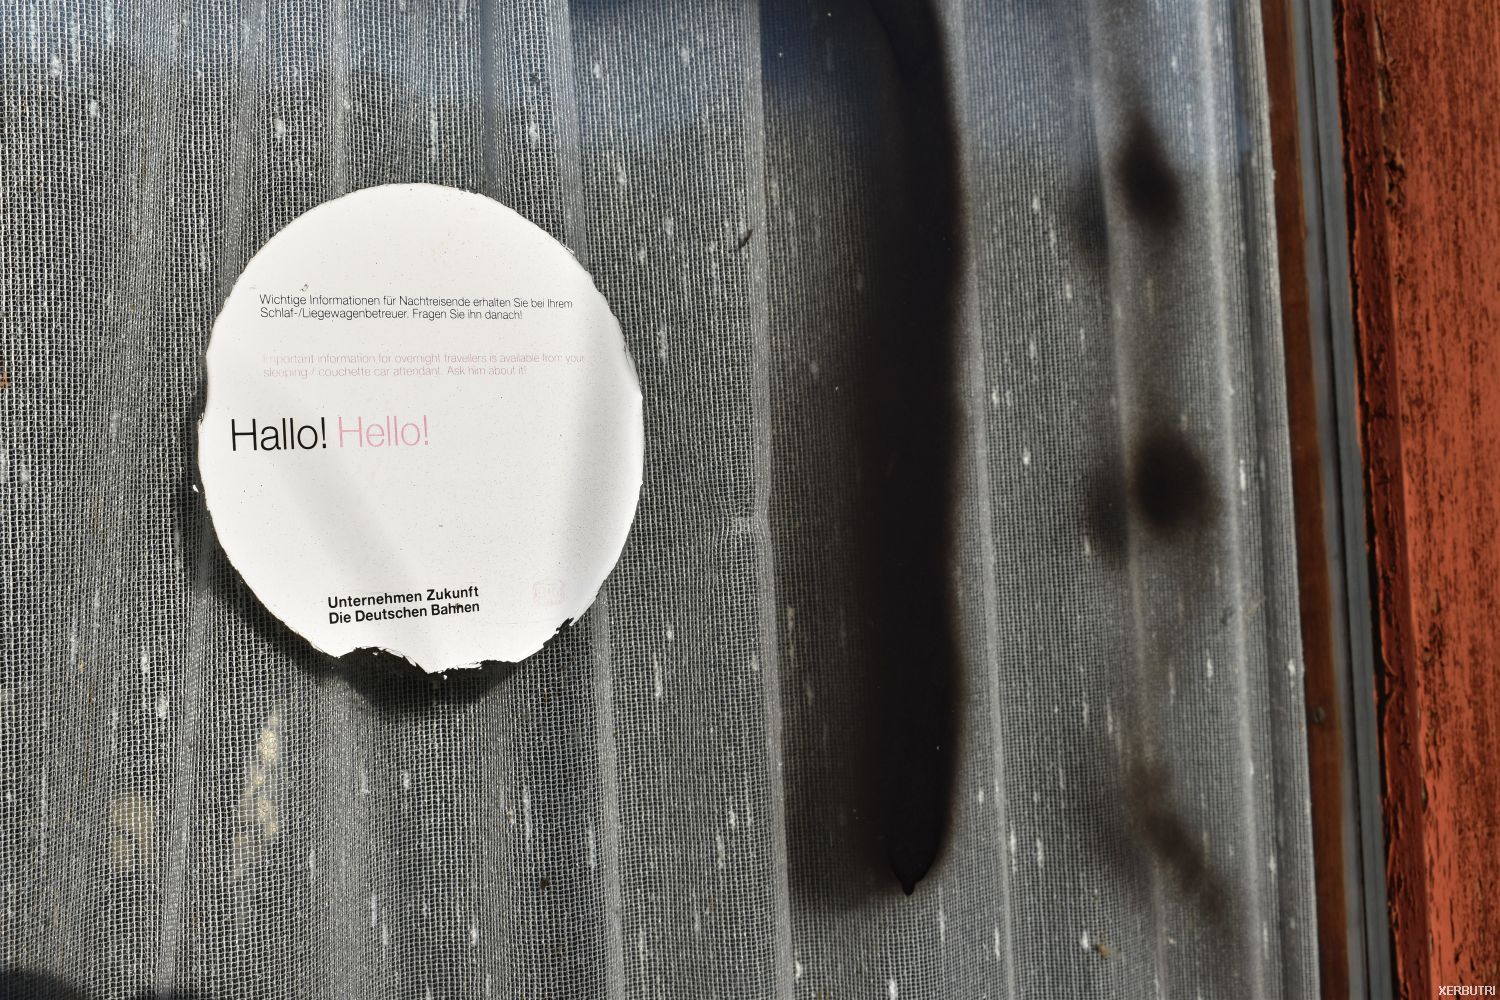 Wichtige Informationen für Nachtreisende erhalten Sie bei Ihrem
Schlaf-/Liegewagenbetreuer. Fragen Sie ihn danach!
Important information for overnight travellers is available from your
sleeping / couchette car attendant. Ask him about it!
Hallo! Hello!
Unternehmen Zukunft
Die Deutschen Bahnen
XERBUTRI